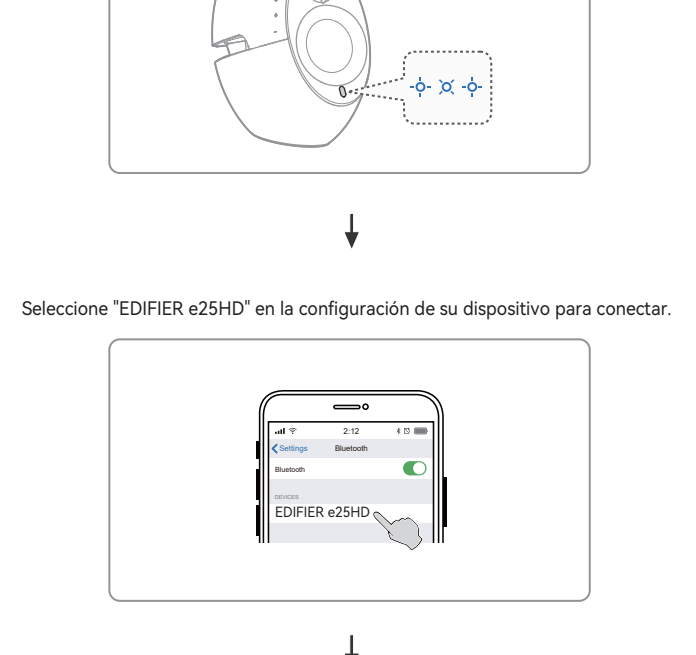 Seleccione "EDIFIER e25HD" en la configuración de su dispositivo para conectar.
2:12
Settings Bluetooth
Bluetooth
DEVICES
EDIFIER e25HD